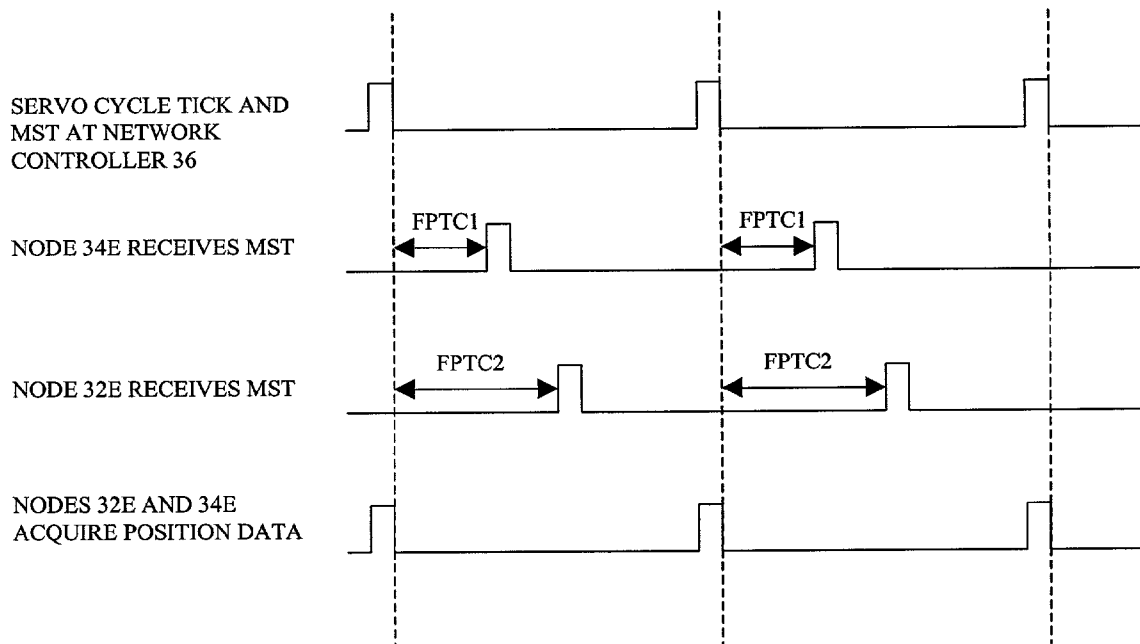 SERVO CYCLE TICK AND
MST AT NETWORK
CONTROLLER 36
FPTC1
FPTC1
NODE 34E RECEIVES MST
FPTC2
FPTC2
NODE 32E RECEIVES MST
NODES 32E AND 34E
ACQUIRE POSITION DATA